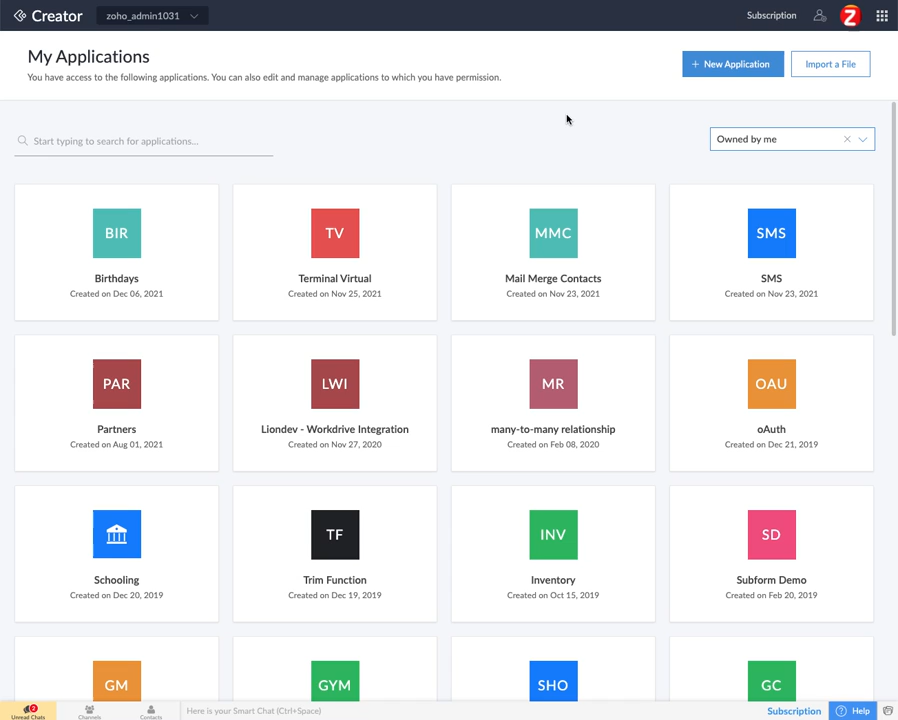 Creator
zoho_admin1031
Subscription
Z
My Applications
You have access to the following applications. You can also edit and manage applications to which you have permission.
+ New Application
Import a File
Start typing to search for applications...
Owned by me
BIR
TV
MMC
SMS
Birthdays
Terminal Virtual
Mail Merge Contacts
SMS
Created on Dec 06, 2021
Created on Nov 25, 2021
Created on Nov 23, 2021
Created on Nov 23, 2021
PAR
LWI
MR
OAU
Partners
Liondev - Workdrive Integration
many-to-many relationship
oAuth
Created on Aug 01, 2021
Created on Nov 27, 2020
Created on Feb 08, 2020
Created on Dec 21, 2019
TF
INV
SD
Schooling
Trim Function
Inventory
Subform Demo
Created on Dec 20, 2019
Created on Dec 19, 2019
Created on Oct 15, 2019
Created on Feb 20, 2019
GM
GYM
SHO
GC
2
Unread Chats
Channels
Contacts
Here is your Smart Chat (Ctrl+Space)
Subscription
? Help